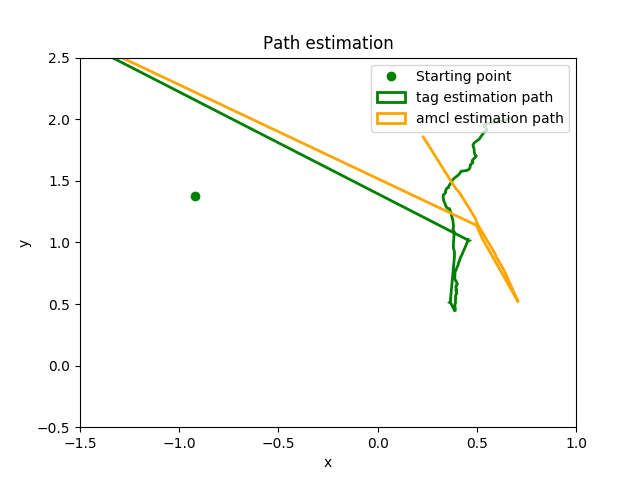 Path estimation
Starting point
tag estimation path
amcl estimation path
2.5
2.0
1.5
1.0
0.5
0.0
−0.5
y
−1.5 −1.0 −0.5 0.0 0.5 1.0
x